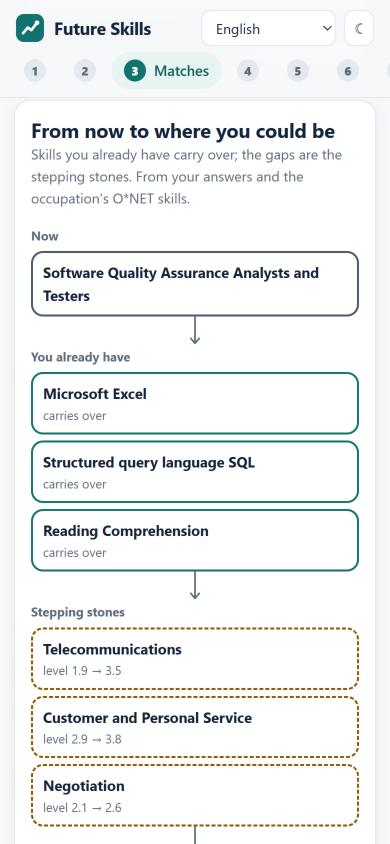 Future Skills
English
1
2
3 Matches
4
5
6
From now to where you could be
Skills you already have carry over; the gaps are the
stepping stones. From your answers and the
occupation's O*NET skills.
Now
Software Quality Assurance Analysts and
Testers
You already have
Microsoft Excel
carries over
Structured query language SQL
carries over
Reading Comprehension
carries over
Stepping stones
Telecommunications
level 1.9 → 3.5
Customer and Personal Service
level 2.9 → 3.8
Negotiation
level 2.1 → 2.6